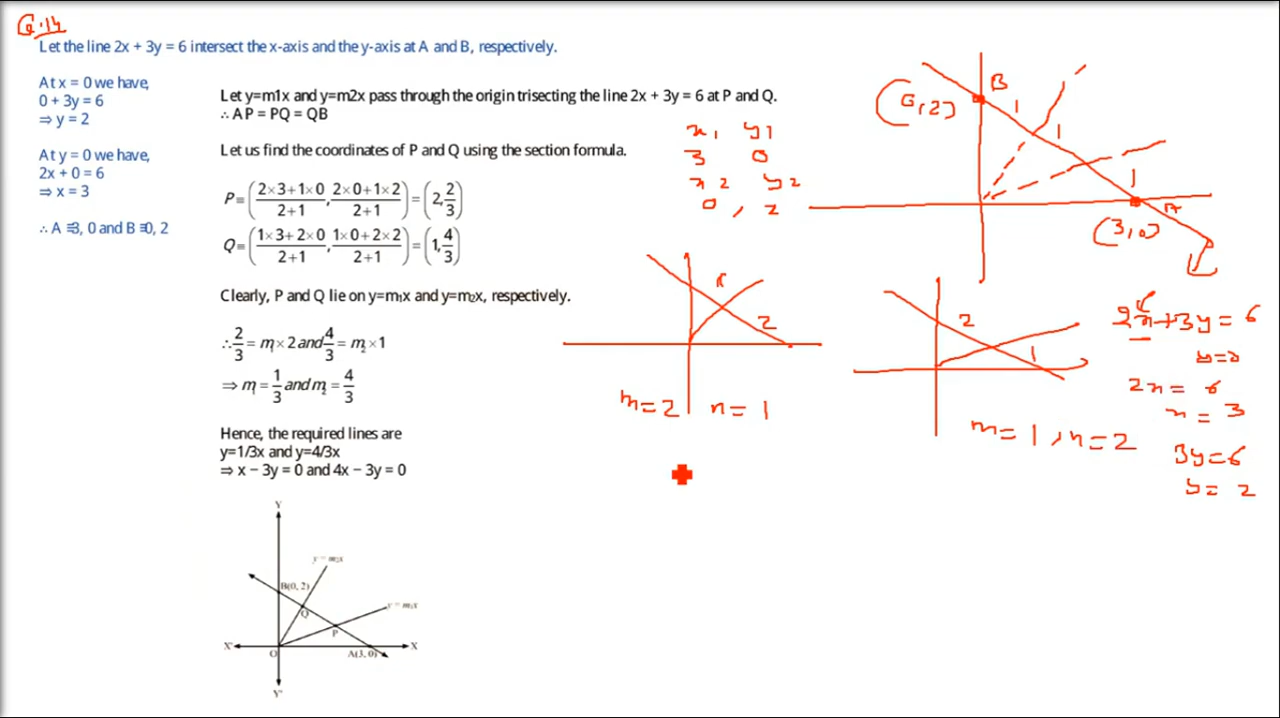 Q.14
Let the line 2x + 3y = 6 intersect the x-axis and the y-axis at A and B, respectively.
At x = 0 we have,
0 + 3y = 6
⇒ y = 2
At y = 0 we have,
2x + 0 = 6
⇒ x = 3
∴ A ≡3, 0 and B ≡0, 2
Let y=m1x and y=m2x pass through the origin trisecting the line 2x + 3y = 6 at P and Q.
∴ AP = PQ = QB
Let us find the coordinates of P and Q using the section formula.
P≡(2×3+1×0/2+1, 2×0+1×2/2+1)=(2,2/3)
Q≡(1×3+2×0/2+1, 1×0+2×2/2+1)=(1,4/3)
Clearly, P and Q lie on y=m₁x and y=m₂x, respectively.
∴2/3 = m₁×2and4/3 = m₂×1
⇒ m₁ = 1/3 and m₂ = 4/3
Hence, the required lines are
y=1/3x and y=4/3x
⇒ x − 3y = 0 and 4x − 3y = 0
Y
y = m₂x
B(0, 2)
y = m₁x
Q
P
X'
O
A(3, 0)
X
Y'
x1 y1
3 0
x2 y2
0, 2
B
(0,2)
1
1
1
A
(3,0)
2
m=2 n=1
2
1
m=1, n=2
2x+3y=6
y=0
2x = 6
x = 3
3y=6
y= 2